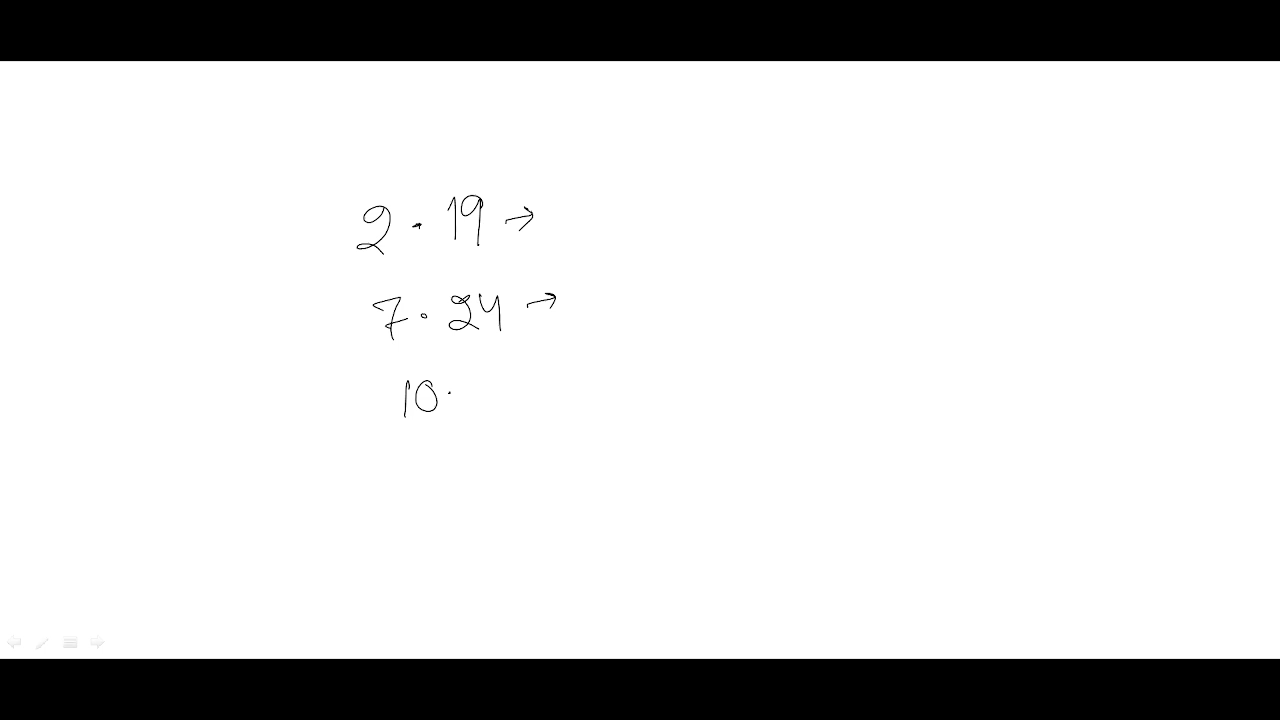 2 · 19 →
7 · 24 →
10 ·